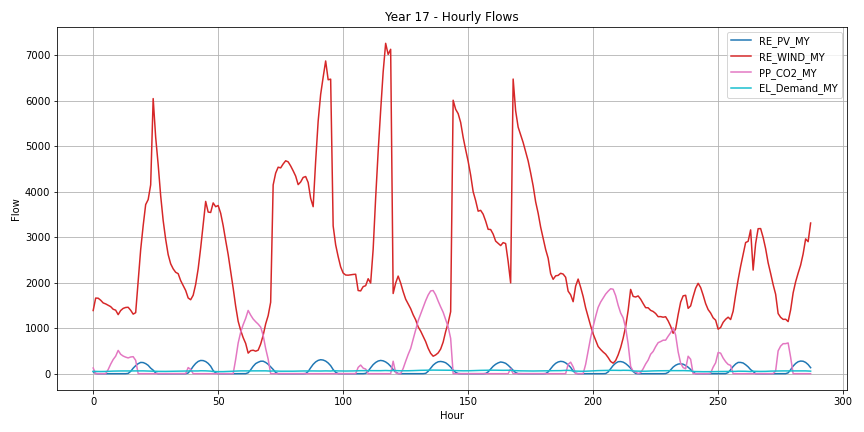 Year 17 - Hourly Flows
RE_PV_MY
RE_WIND_MY
PP_CO2_MY
EL_Demand_MY
7000
6000
5000
4000
3000
2000
1000
0
Flow
0 50 100 150 200 250 300
Hour